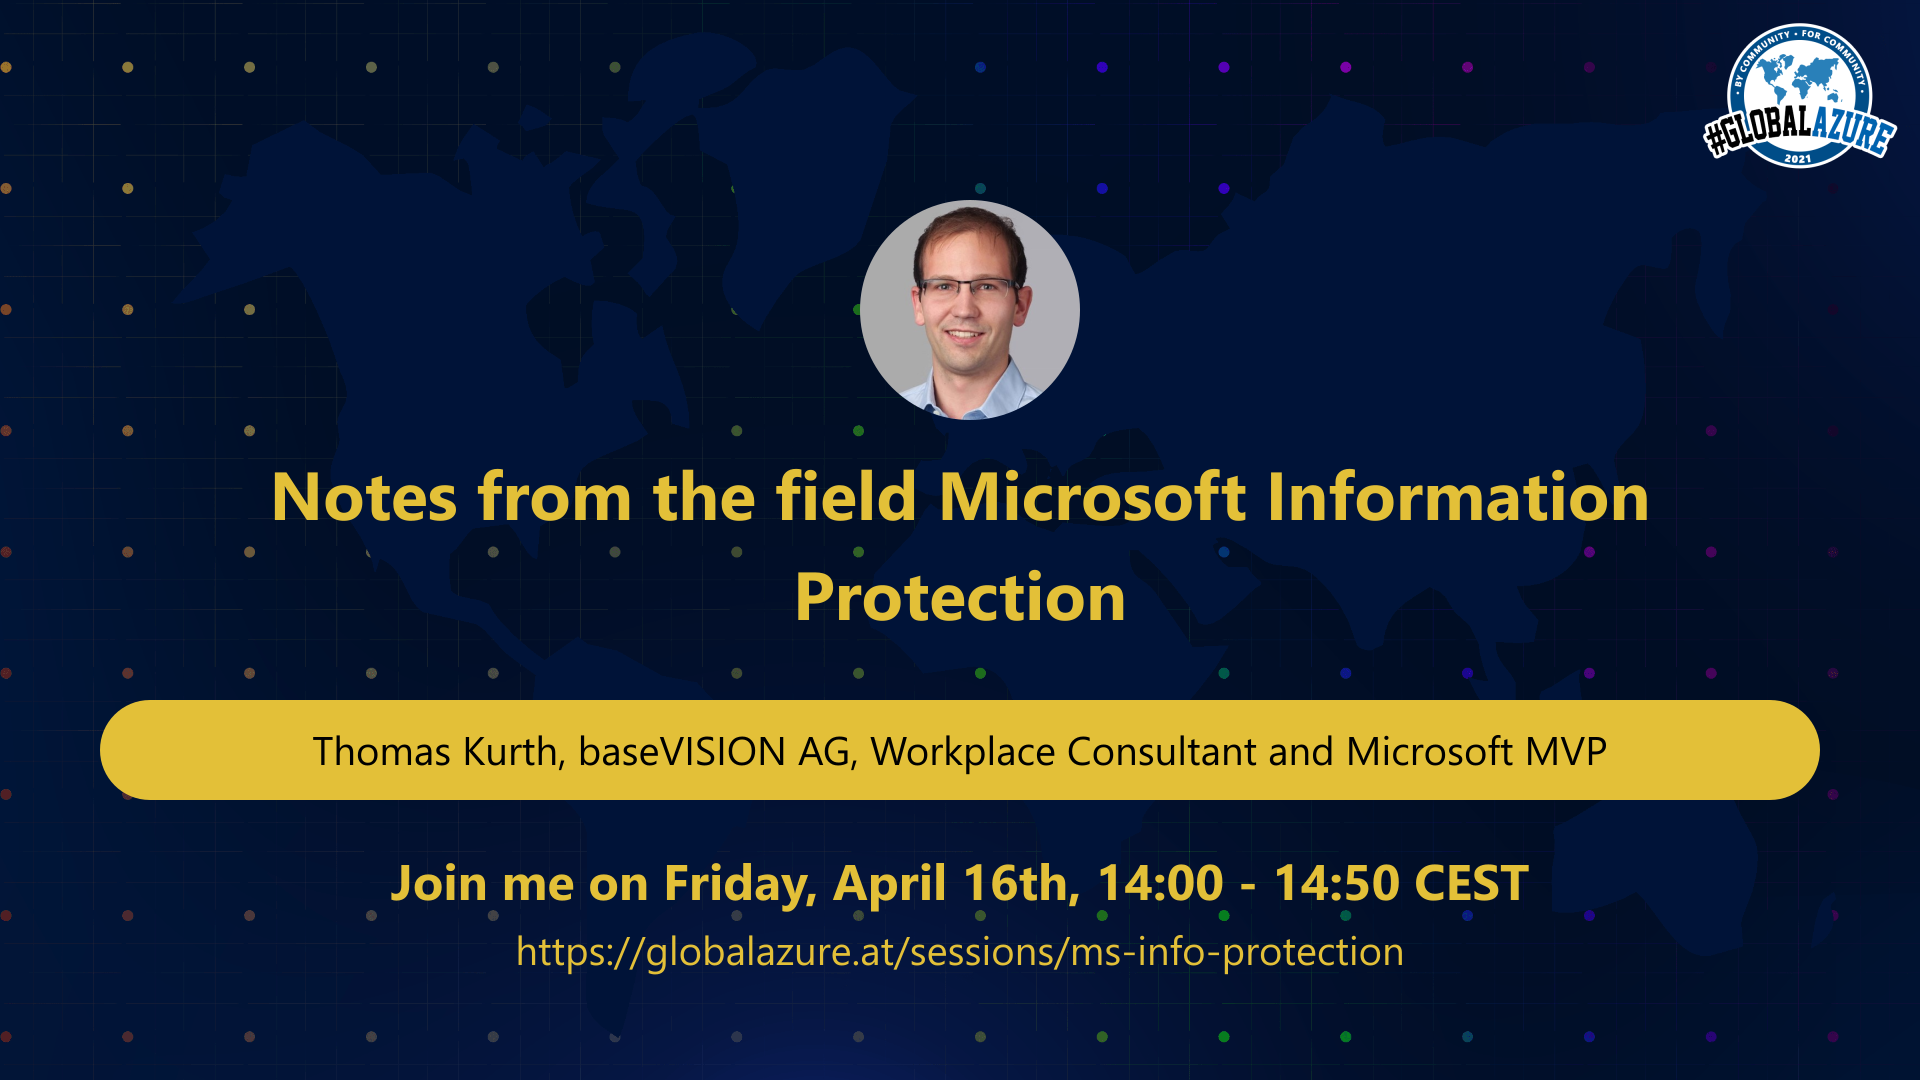 • BY COMMUNITY • FOR COMMUNITY •
#GLOBALAZURE
2021
Notes from the field Microsoft Information
Protection
Thomas Kurth, baseVISION AG, Workplace Consultant and Microsoft MVP
Join me on Friday, April 16th, 14:00 - 14:50 CEST
https://globalazure.at/sessions/ms-info-protection